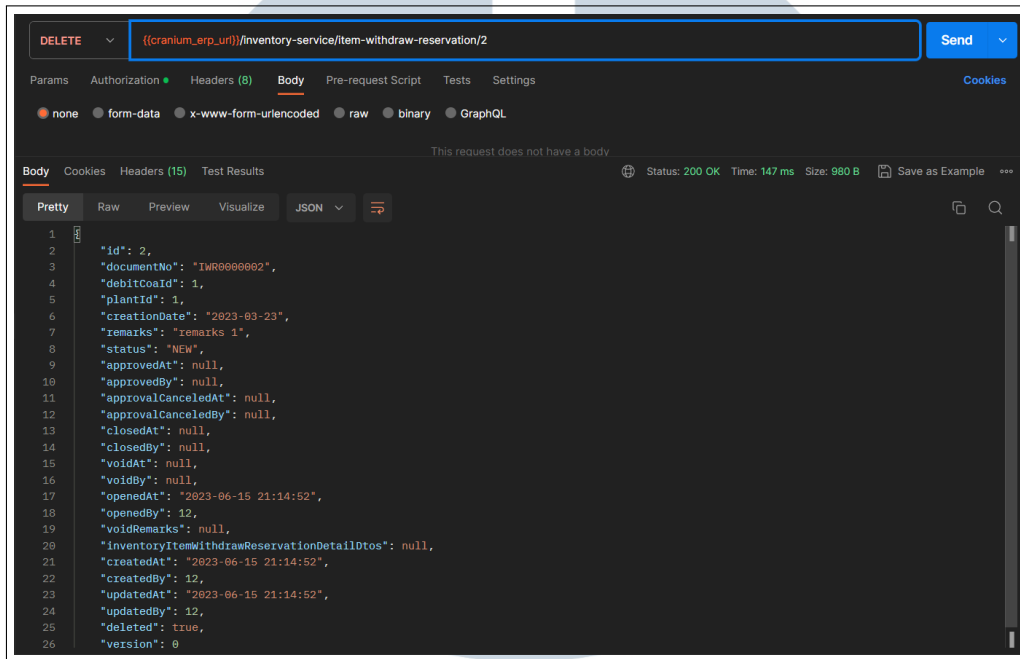 DELETE {{cranium_erp_url}}/inventory-service/item-withdraw-reservation/2 Send
Params Authorization Headers (8) Body Pre-request Script Tests Settings Cookies
none form-data x-www-form-urlencoded raw binary GraphQL
This request does not have a body
Body Cookies Headers (15) Test Results Status: 200 OK Time: 147 ms Size: 980 B Save as Example
Pretty Raw Preview Visualize JSON
1 {
2 "id": 2,
3 "documentNo": "IWR0000002",
4 "debitCoaId": 1,
5 "plantId": 1,
6 "creationDate": "2023-03-23",
7 "remarks": "remarks 1",
8 "status": "NEW",
9 "approvedAt": null,
10 "approvedBy": null,
11 "approvalCanceledAt": null,
12 "approvalCanceledBy": null,
13 "closedAt": null,
14 "closedBy": null,
15 "voidAt": null,
16 "voidBy": null,
17 "openedAt": "2023-06-15 21:14:52",
18 "openedBy": 12,
19 "voidRemarks": null,
20 "inventoryItemWithdrawReservationDetailDtos": null,
21 "createdAt": "2023-06-15 21:14:52",
22 "createdBy": 12,
23 "updatedAt": "2023-06-15 21:14:52",
24 "updatedBy": 12,
25 "deleted": true,
26 "version": 0